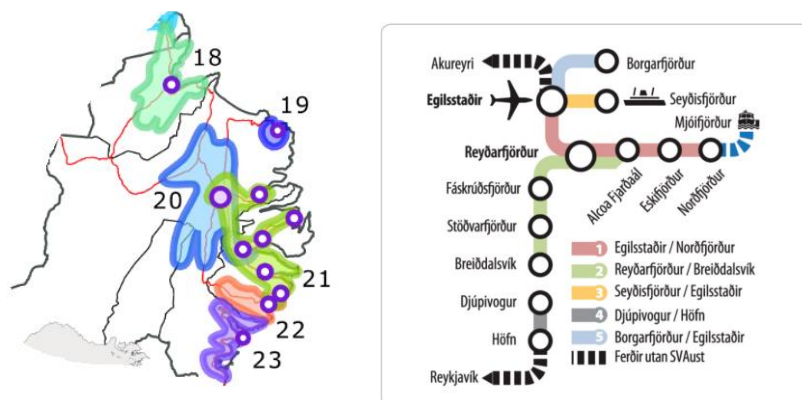 18
19
20
21
22
23
Akureyri
Borgarfjörður
Egilsstaðir
Seyðisfjörður
Mjóifjörður
Reyðarfjörður
Alcoa Fjarðaál
Eskifjörður
Norðfjörður
Fáskrúðsfjörður
Stöðvarfjörður
Breiðdalsvík
Djúpivogur
Höfn
Reykjavík
1 Egilsstaðir / Norðfjörður
2 Reyðarfjörður / Breiðdalsvík
3 Seyðisfjörður / Egilsstaðir
4 Djúpivogur / Höfn
5 Borgarfjörður / Egilsstaðir
Ferðir utan SVAust